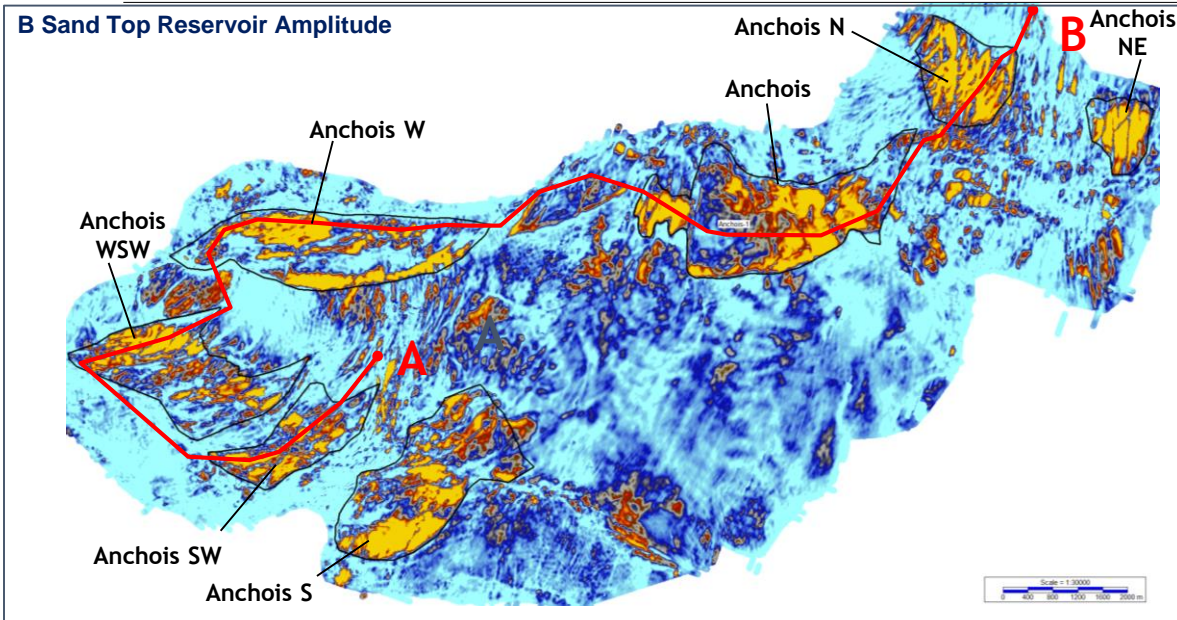 B Sand Top Reservoir Amplitude
Anchois N
B
Anchois
NE
Anchois
Anchois W
Anchois
WSW
Anchois 1
A
A
Anchois SW
Anchois S
Scale = 1:30000
0 400 800 1200 1600 2000 m